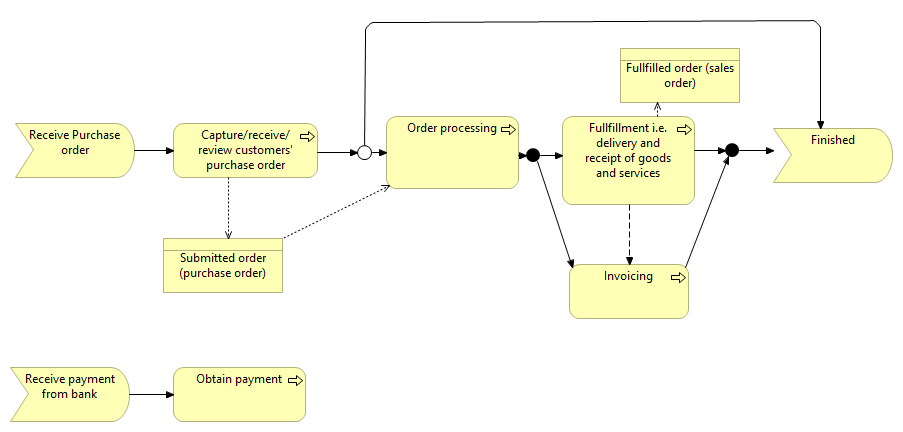 Fullfilled order (sales
order)
Receive Purchase
order
Capture/receive/
review customers'
purchase order
Order processing
Fullfillment i.e.
delivery and
receipt of goods
and services
Finished
Submitted order
(purchase order)
Invoicing
Receive payment
from bank
Obtain payment